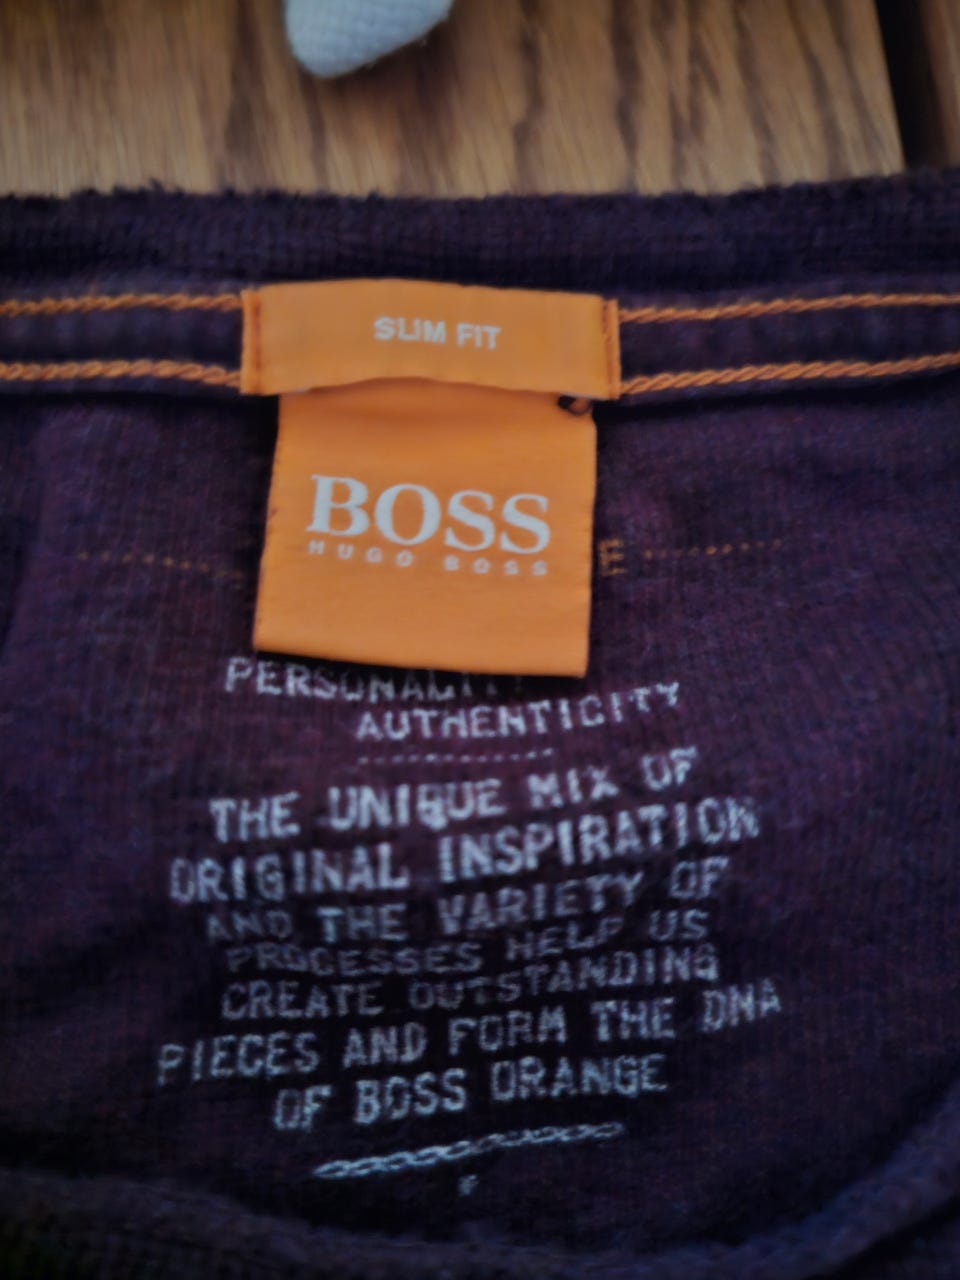 SLIM FIT
BOSS
HUGO BOSS
E
PERSONALITY
AUTHENTICITY
THE UNIQUE MIX OF
ORIGINAL INSPIRATION
AND THE VARIETY OF
PROCESSES HELP US
CREATE OUTSTANDING
PIECES AND FORM THE DNA
OF BOSS ORANGE